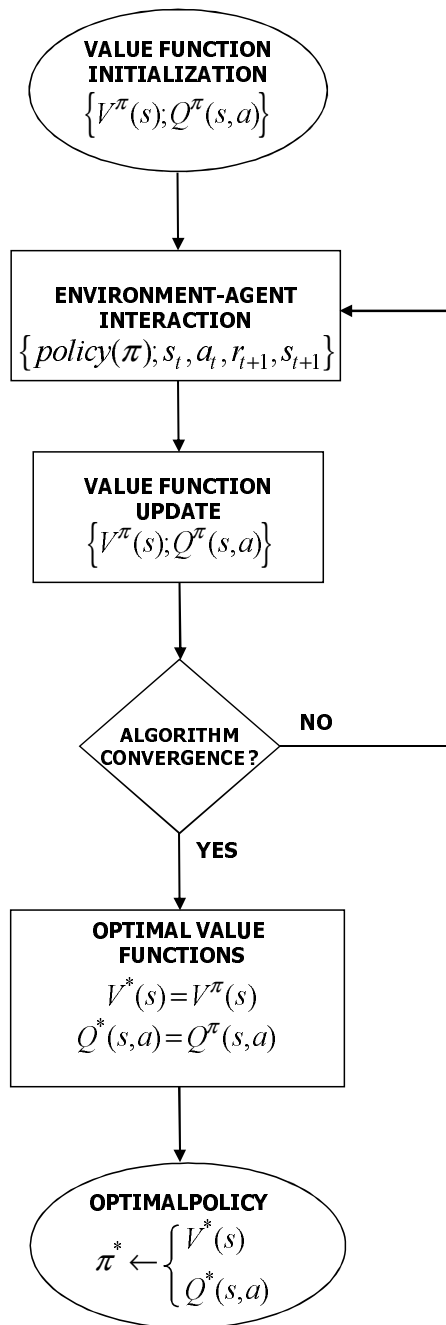 VALUE FUNCTION
INITIALIZATION
{V^π(s);Q^π(s,a)}
ENVIRONMENT-AGENT
INTERACTION
{policy(π); s_t, a_t, r_{t+1}, s_{t+1}}
VALUE FUNCTION
UPDATE
{V^π(s);Q^π(s,a)}
ALGORITHM
CONVERGENCE?
NO
YES
OPTIMAL VALUE
FUNCTIONS
V^*(s)=V^π(s)
Q^*(s,a)=Q^π(s,a)
OPTIMALPOLICY
π^* ← { V^*(s)
Q^*(s,a)